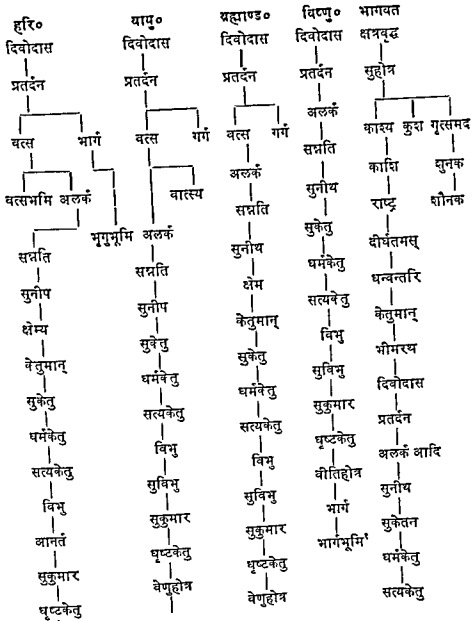 हरि०
दिवोदास
प्रतर्दन
वत्स भार्ग
वत्सभमि अलर्क
भृगुभूमि
सन्नति
सुनीप
क्षेम्य
केतुमान्
सुकेतु
धर्मकेतु
सत्यकेतु
विभु
आनर्त
सुकुमार
धृष्टकेतु
वायु०
दिवोदास
प्रतर्दन
वत्स गर्ग
वात्स्य
अलर्क
सन्नति
सुनीप
सुकेतु
धर्मकेतु
सत्यकेतु
विभु
सुविभु
सुकुमार
धृष्टकेतु
वेणुहोत्र
ब्रह्माण्ड०
दिवोदास
प्रतर्दन
वत्स गर्ग
अलर्क
सन्नति
सुनीथ
क्षेम
केतुमान्
सुकेतु
धर्मकेतु
सत्यकेतु
विभु
सुविभु
सुकुमार
धृष्टकेतु
वेणुहोत्र
विष्णु०
दिवोदास
प्रतर्दन
अलर्क
सन्नति
सुनीथ
सुकेतु
धर्मकेतु
सत्यकेतु
विभु
सुविभु
सुकुमार
धृष्टकेतु
वीतिहोत्र
भार्ग
भार्गभूमि¹
भागवत
क्षत्रवृद्ध
सुहोत्र
काश्य कुश गृत्समद
काशि शुनक
राष्ट्र शौनक
दीर्घतमस्
धन्वन्तरि
केतुमान्
भीमरथ
दिवोदास
प्रतर्दन
अलर्क आदि
सुनीथ
सुकेतन
धर्मकेतु
सत्यकेतु